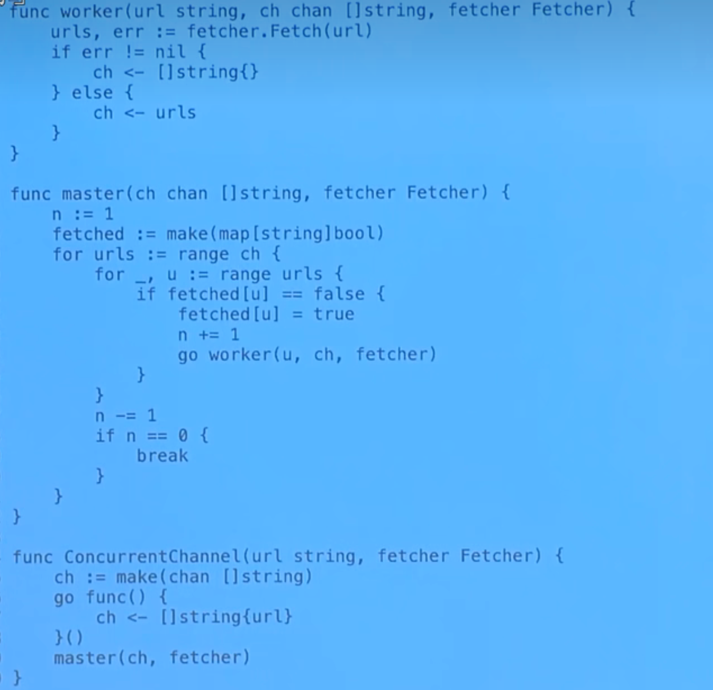 func worker(url string, ch chan []string, fetcher Fetcher) {
    urls, err := fetcher.Fetch(url)
    if err != nil {
        ch <- []string{}
    } else {
        ch <- urls
    }
}

func master(ch chan []string, fetcher Fetcher) {
    n := 1
    fetched := make(map[string]bool)
    for urls := range ch {
        for _, u := range urls {
            if fetched[u] == false {
                fetched[u] = true
                n += 1
                go worker(u, ch, fetcher)
            }
        }
        n -= 1
        if n == 0 {
            break
        }
    }
}

func ConcurrentChannel(url string, fetcher Fetcher) {
    ch := make(chan []string)
    go func() {
        ch <- []string{url}
    }()
    master(ch, fetcher)
}